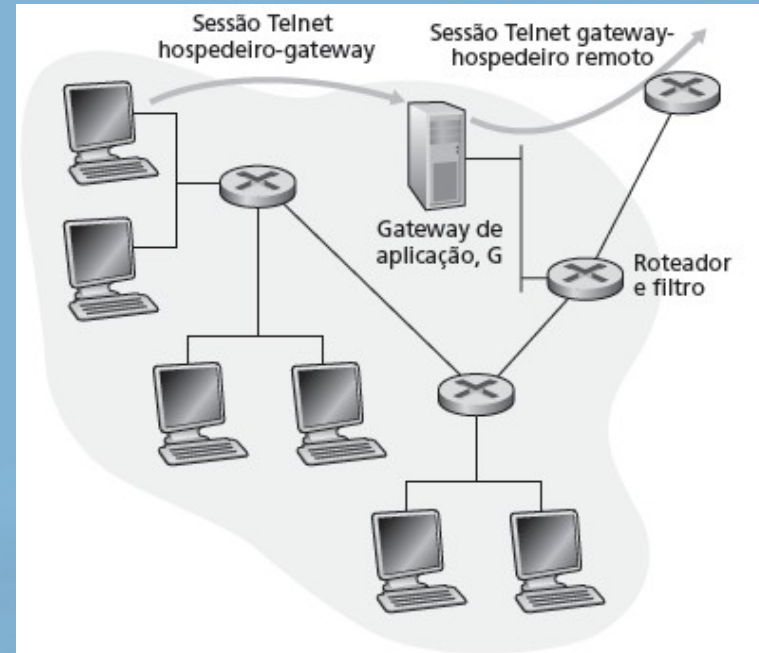 Sessão Telnet
hospedeiro-gateway
Sessão Telnet gateway-
hospedeiro remoto
Gateway de
aplicação, G
Roteador
e filtro